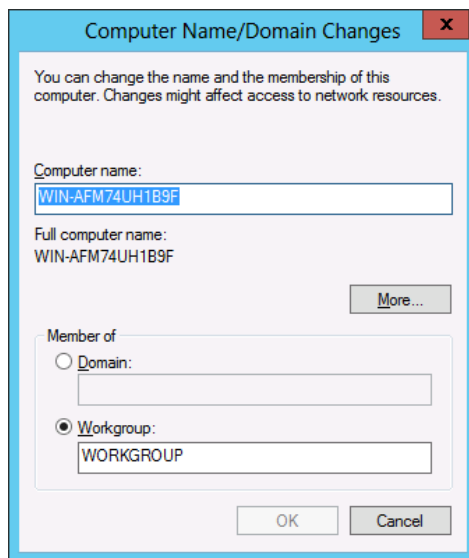 Computer Name/Domain Changes
x
You can change the name and the membership of this
computer. Changes might affect access to network resources.
Computer name:
WIN-AFM74UH1B9F
Full computer name:
WIN-AFM74UH1B9F
More...
Member of
Domain:
Workgroup:
WORKGROUP
OK Cancel